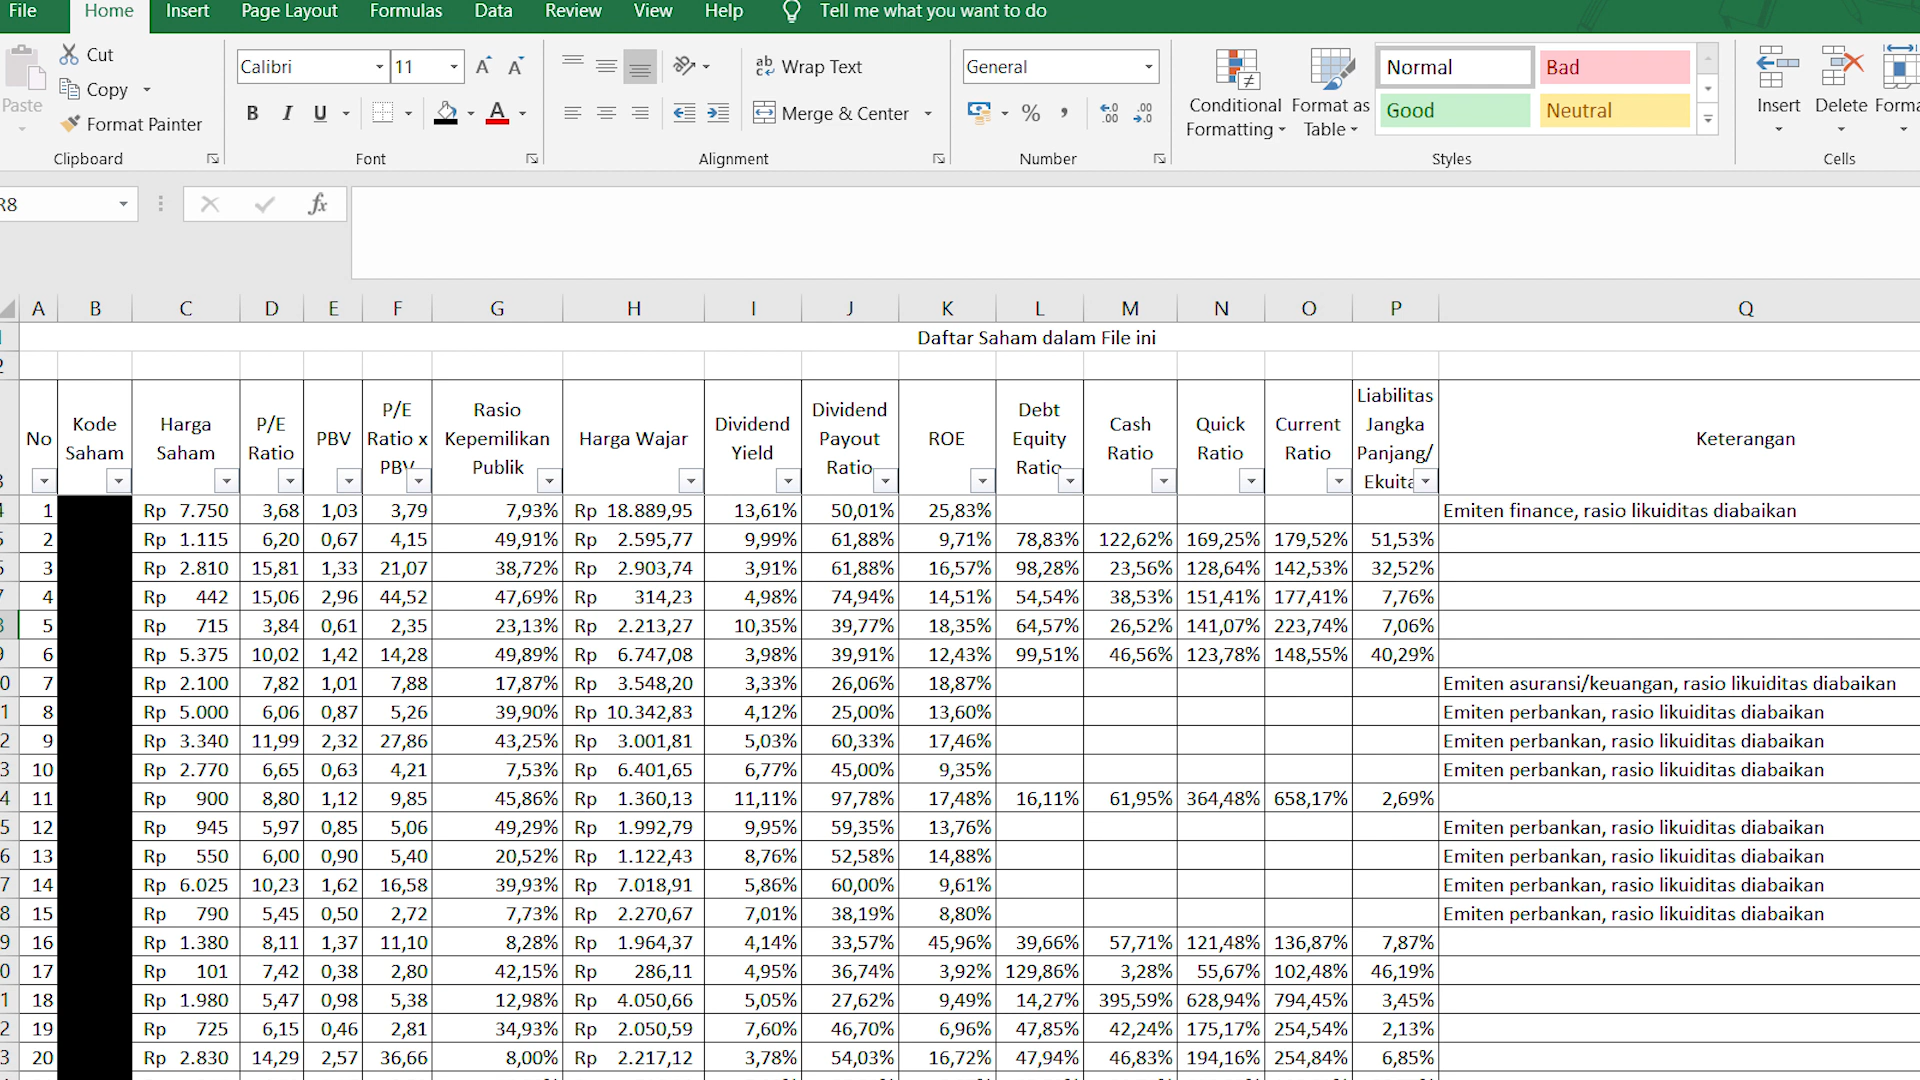 File Home Insert Page Layout Formulas Data Review View Help Tell me what you want to do
Cut
Copy
Format Painter
Paste
Clipboard
Calibri 11
B I U
Font
Wrap Text
Merge & Center
Alignment
General
Number
Conditional Formatting
Format as Table
Normal Bad
Good Neutral
Styles
Insert Delete
Cells
R8 fx
A B C D E F G H I J K L M N O P Q
Daftar Saham dalam File ini
No Kode Saham Harga Saham P/E Ratio PBV P/E Ratio x PBV Rasio Kepemilikan Publik Harga Wajar Dividend Yield Dividend Payout Ratio ROE Debt Equity Ratio Cash Ratio Quick Ratio Current Ratio Liabilitas Jangka Panjang/ Keterangan
1 Rp 7.750 3,68 1,03 3,79 7,93% Rp 18.889,95 13,61% 50,01% 25,83% Emiten finance, rasio likuiditas diabaikan
2 Rp 1.115 6,20 0,67 4,15 49,91% Rp 2.595,77 9,99% 61,88% 9,71% 78,83% 122,62% 169,25% 179,52% 51,53%
3 Rp 2.810 15,81 1,33 21,07 38,72% Rp 2.903,74 3,91% 61,88% 16,57% 98,28% 23,56% 128,64% 142,53% 32,52%
4 Rp 442 15,06 2,96 44,52 47,69% Rp 314,23 4,98% 74,94% 14,51% 54,54% 38,53% 151,41% 177,41% 7,76%
5 Rp 715 3,84 0,61 2,35 23,13% Rp 2.213,27 10,35% 39,77% 18,35% 64,57% 26,52% 141,07% 223,74% 7,06%
6 Rp 5.375 10,02 1,42 14,28 49,89% Rp 6.747,08 3,98% 39,91% 12,43% 99,51% 46,56% 123,78% 148,55% 40,29%
7 Rp 2.100 7,82 1,01 7,88 17,87% Rp 3.548,20 3,33% 26,06% 18,87% Emiten asuransi/keuangan, rasio likuiditas diabaikan
8 Rp 5.000 6,06 0,87 5,26 39,90% Rp 10.342,83 4,12% 25,00% 13,60% Emiten perbankan, rasio likuiditas diabaikan
9 Rp 3.340 11,99 2,32 27,86 43,25% Rp 3.001,81 5,03% 60,33% 17,46% Emiten perbankan, rasio likuiditas diabaikan
10 Rp 2.770 6,65 0,63 4,21 7,53% Rp 6.401,65 6,77% 45,00% 9,35% Emiten perbankan, rasio likuiditas diabaikan
11 Rp 900 8,80 1,12 9,85 45,86% Rp 1.360,13 11,11% 97,78% 17,48% 16,11% 61,95% 364,48% 658,17% 2,69%
12 Rp 945 5,97 0,85 5,06 49,29% Rp 1.992,79 9,95% 59,35% 13,76% Emiten perbankan, rasio likuiditas diabaikan
13 Rp 550 6,00 0,90 5,40 20,52% Rp 1.122,43 8,76% 52,58% 14,88% Emiten perbankan, rasio likuiditas diabaikan
14 Rp 6.025 10,23 1,62 16,58 39,93% Rp 7.018,91 5,86% 60,00% 9,61% Emiten perbankan, rasio likuiditas diabaikan
15 Rp 790 5,45 0,50 2,72 7,73% Rp 2.270,67 7,01% 38,19% 8,80% Emiten perbankan, rasio likuiditas diabaikan
16 Rp 1.380 8,11 1,37 11,10 8,28% Rp 1.964,37 4,14% 33,57% 45,96% 39,66% 57,71% 121,48% 136,87% 7,87%
17 Rp 101 7,42 0,38 2,80 42,15% Rp 286,11 4,95% 36,74% 3,92% 129,86% 3,28% 55,67% 102,48% 46,19%
18 Rp 1.980 5,47 0,98 5,38 12,98% Rp 4.050,66 5,05% 27,62% 9,49% 14,27% 395,59% 628,94% 794,45% 3,45%
19 Rp 725 6,15 0,46 2,81 34,93% Rp 2.050,59 7,60% 46,70% 6,96% 47,85% 42,24% 175,17% 254,54% 2,13%
20 Rp 2.830 14,29 2,57 36,66 8,00% Rp 2.217,12 3,78% 54,03% 16,72% 47,94% 46,83% 194,16% 254,84% 6,85%